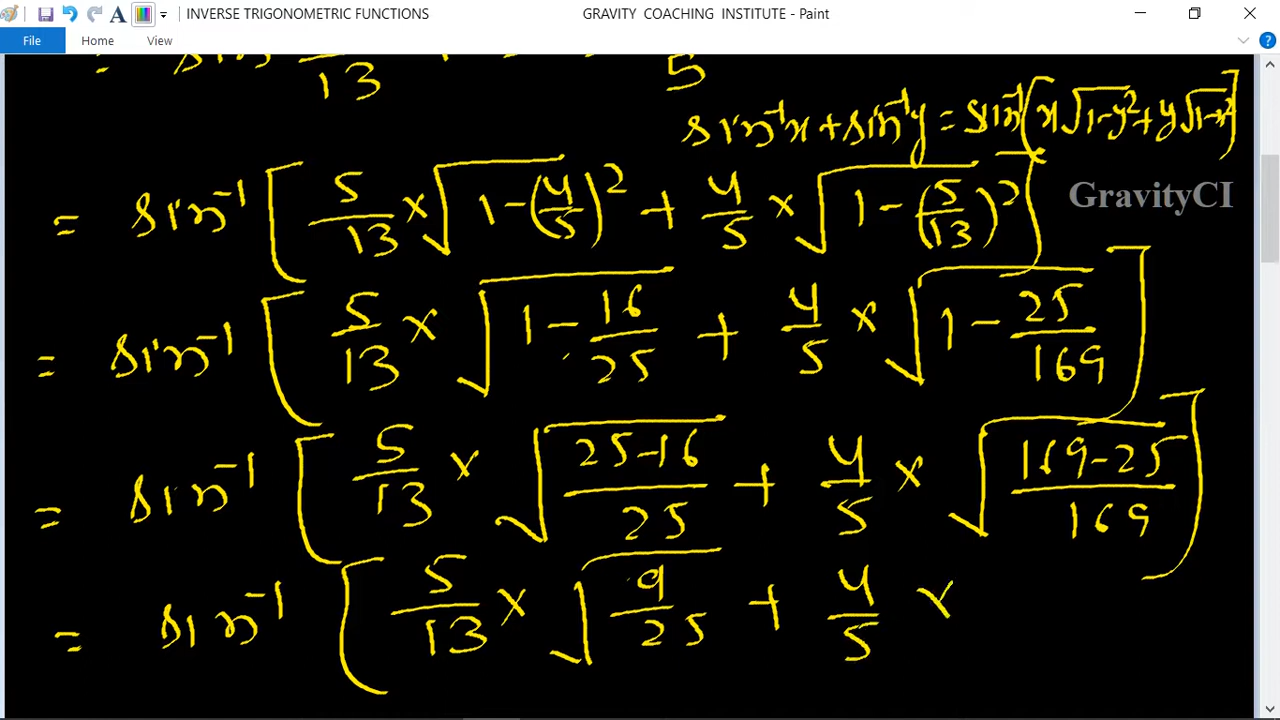 INVERSE TRIGONOMETRIC FUNCTIONS GRAVITY COACHING INSTITUTE - Paint
File Home View
13 5
sin⁻¹x + sin⁻¹y = sin⁻¹[x√(1-y²) + y√(1-x²)]
GravityCI
= sin⁻¹ [ 5/13 × √(1 - (4/5)²) + 4/5 × √(1 - (5/13)²) ]
= sin⁻¹ [ 5/13 × √(1 - 16/25) + 4/5 × √(1 - 25/169) ]
= sin⁻¹ [ 5/13 × √((25-16)/25) + 4/5 × √((169-25)/169) ]
= sin⁻¹ [ 5/13 × √(9/25) + 4/5 ×